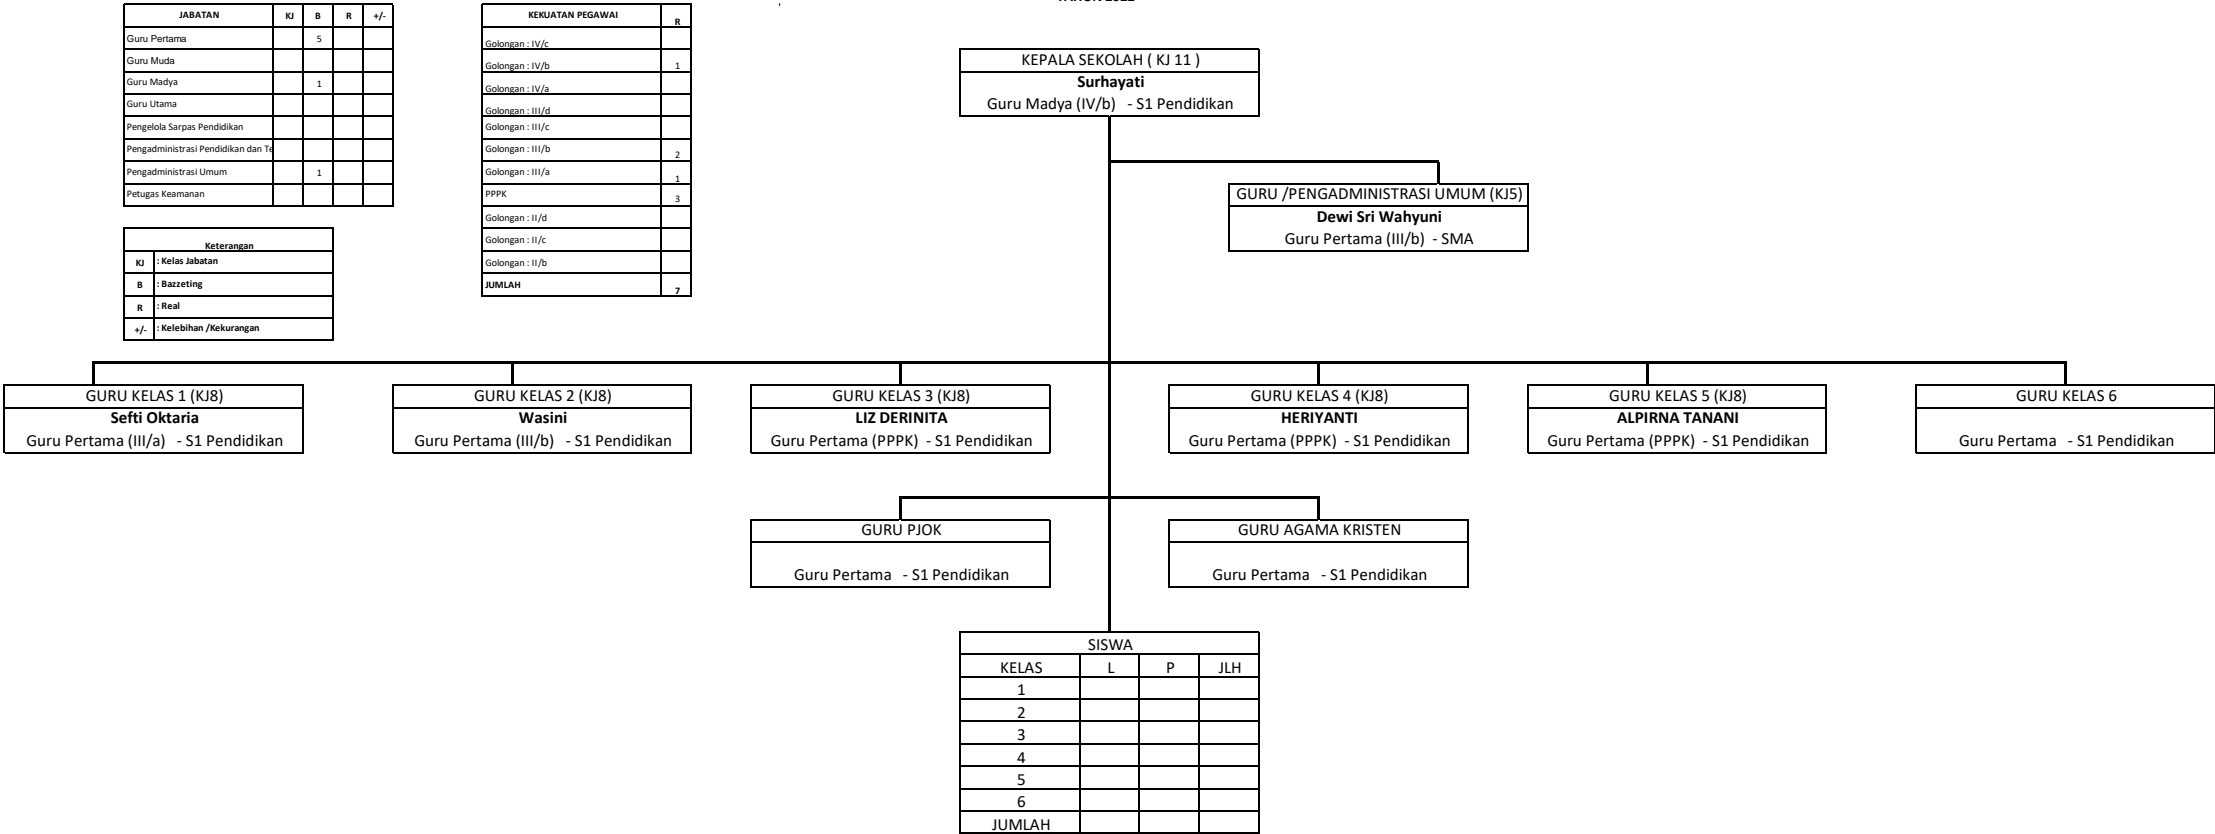 TAHUN 2022
JABATAN KJ B R +/-
Guru Pertama 5
Guru Muda
Guru Madya 1
Guru Utama
Pengelola Sarpas Pendidikan
Pengadministrasi Pendidikan dan Te
Pengadministrasi Umum 1
Petugas Keamanan
Keterangan
KJ : Kelas Jabatan
B : Bazzeting
R : Real
+/- : Kelebihan /Kekurangan
KEKUATAN PEGAWAI R
Golongan : IV/c
Golongan : IV/b 1
Golongan : IV/a
Golongan : III/d
Golongan : III/c
Golongan : III/b 2
Golongan : III/a 1
PPPK 3
Golongan : II/d
Golongan : II/c
Golongan : II/b
JUMLAH 7
KEPALA SEKOLAH ( KJ 11 )
Surhayati
Guru Madya (IV/b) - S1 Pendidikan
GURU /PENGADMINISTRASI UMUM (KJ5)
Dewi Sri Wahyuni
Guru Pertama (III/b) - SMA
GURU KELAS 1 (KJ8)
Sefti Oktaria
Guru Pertama (III/a) - S1 Pendidikan
GURU KELAS 2 (KJ8)
Wasini
Guru Pertama (III/b) - S1 Pendidikan
GURU KELAS 3 (KJ8)
LIZ DERINITA
Guru Pertama (PPPK) - S1 Pendidikan
GURU KELAS 4 (KJ8)
HERIYANTI
Guru Pertama (PPPK) - S1 Pendidikan
GURU KELAS 5 (KJ8)
ALPIRNA TANANI
Guru Pertama (PPPK) - S1 Pendidikan
GURU KELAS 6
Guru Pertama - S1 Pendidikan
GURU PJOK
Guru Pertama - S1 Pendidikan
GURU AGAMA KRISTEN
Guru Pertama - S1 Pendidikan
SISWA
KELAS L P JLH
1
2
3
4
5
6
JUMLAH